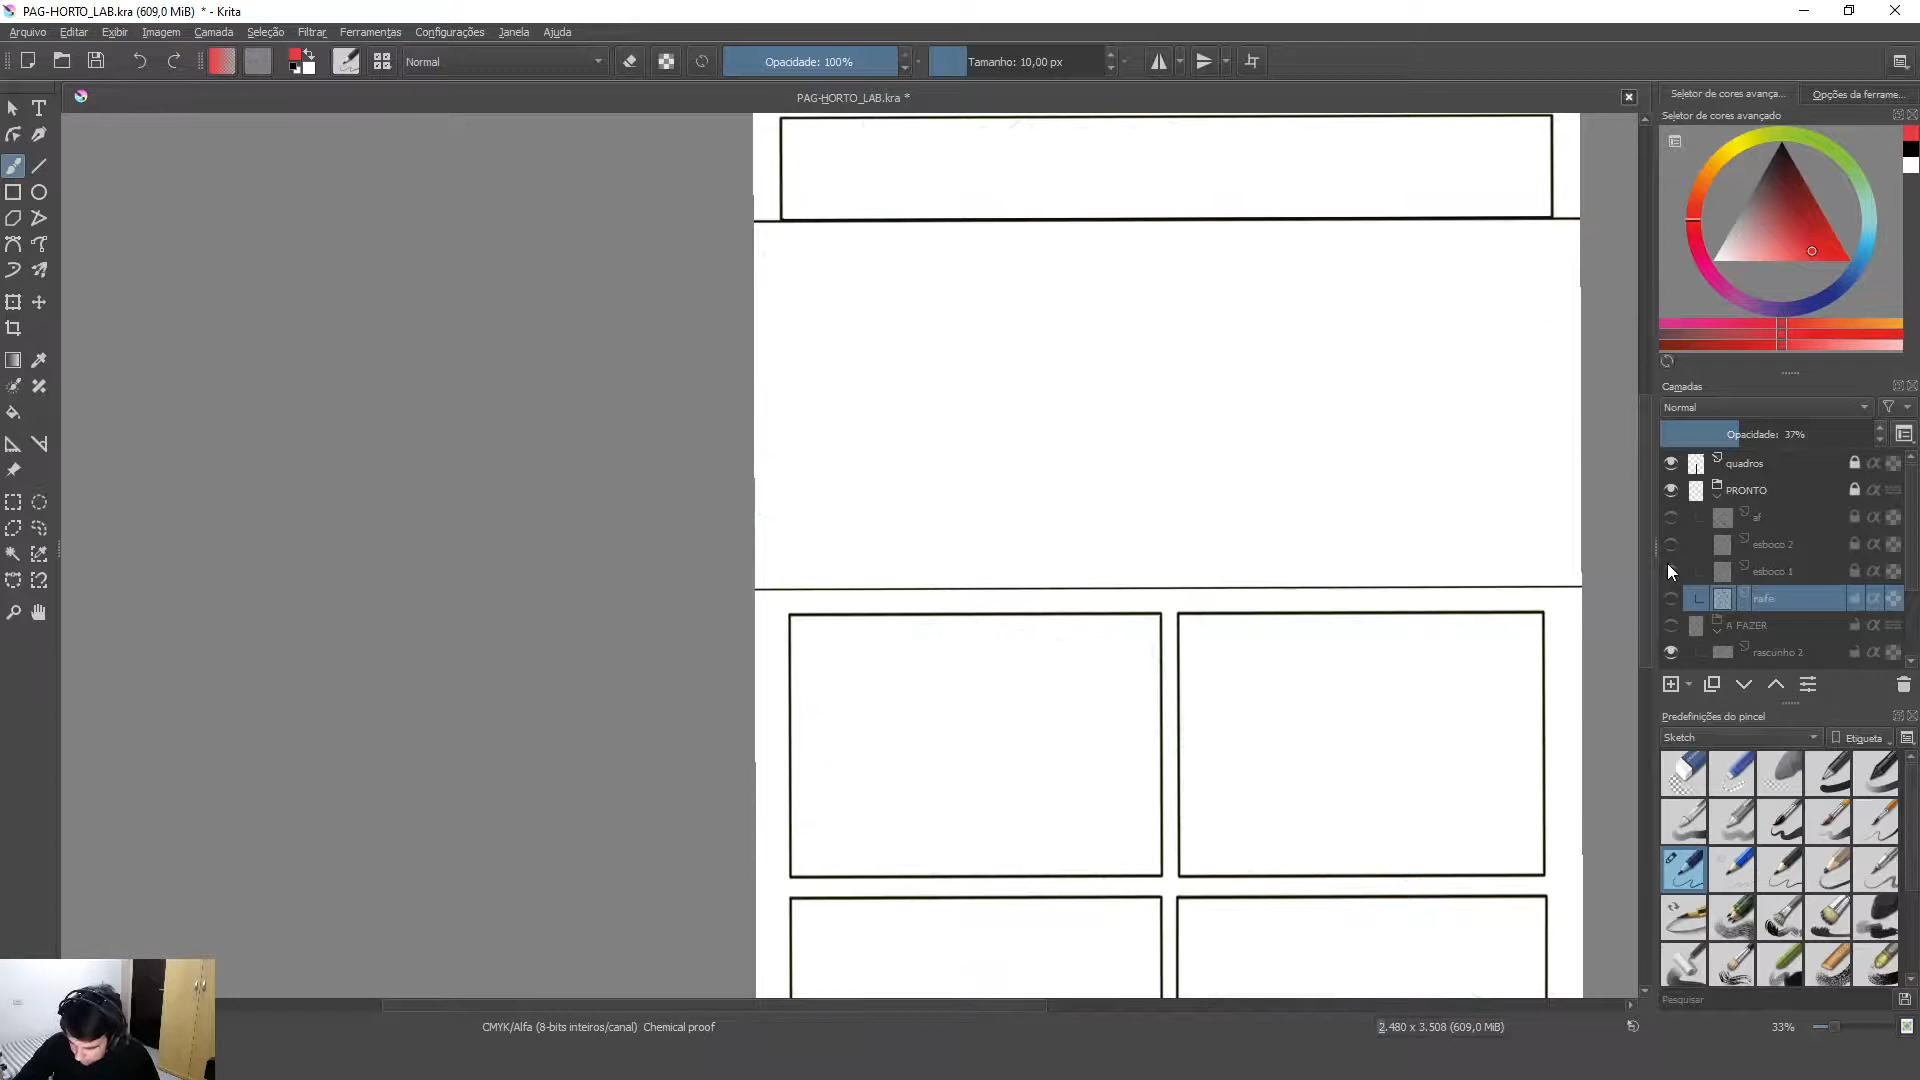 PAG-HORTO_LAB.kra (609,0 MiB) * - Krita
Arquivo Editar Exibir Imagem Camada Seleção Filtrar Ferramentas Configurações Janela Ajuda
Normal Opacidade: 100% Tamanho: 10,00 px
PAG-HORTO_LAB.kra *
Seletor de cores avança... Opções da ferrame...
Seletor de cores avançado
Camadas
Normal
Opacidade: 37%
quadros
PRONTO
af
esboco 2
esboco 1
rafe
A FAZER
rascunho 2
Predefinições do pincel
Sketch Etiqueta
Pesquisar
CMYK/Alfa (8-bits inteiros/canal) Chemical proof 2.480 x 3.508 (609,0 MiB) 33%